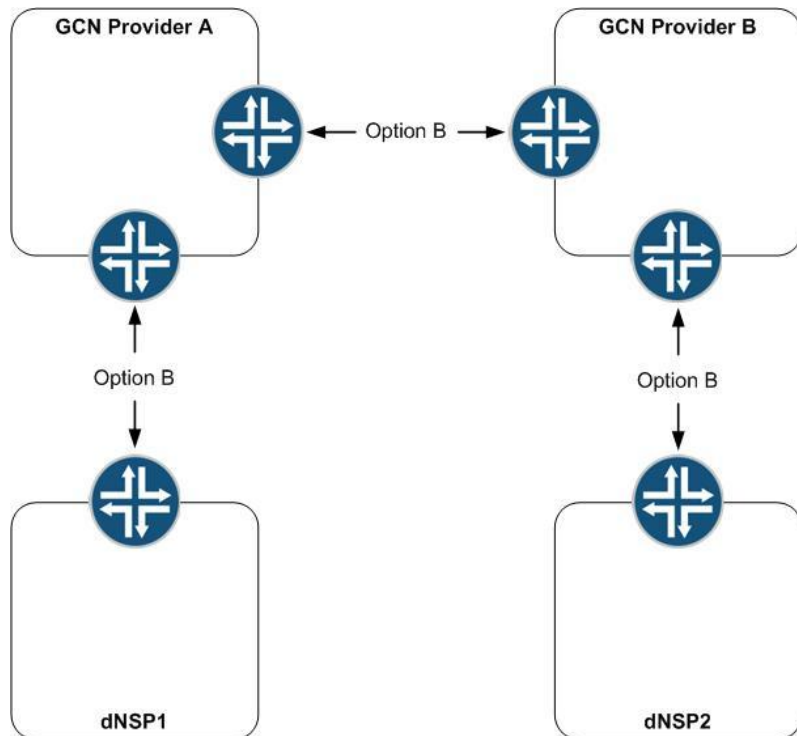 GCN Provider A
GCN Provider B
Option B
Option B
Option B
dNSP1
dNSP2